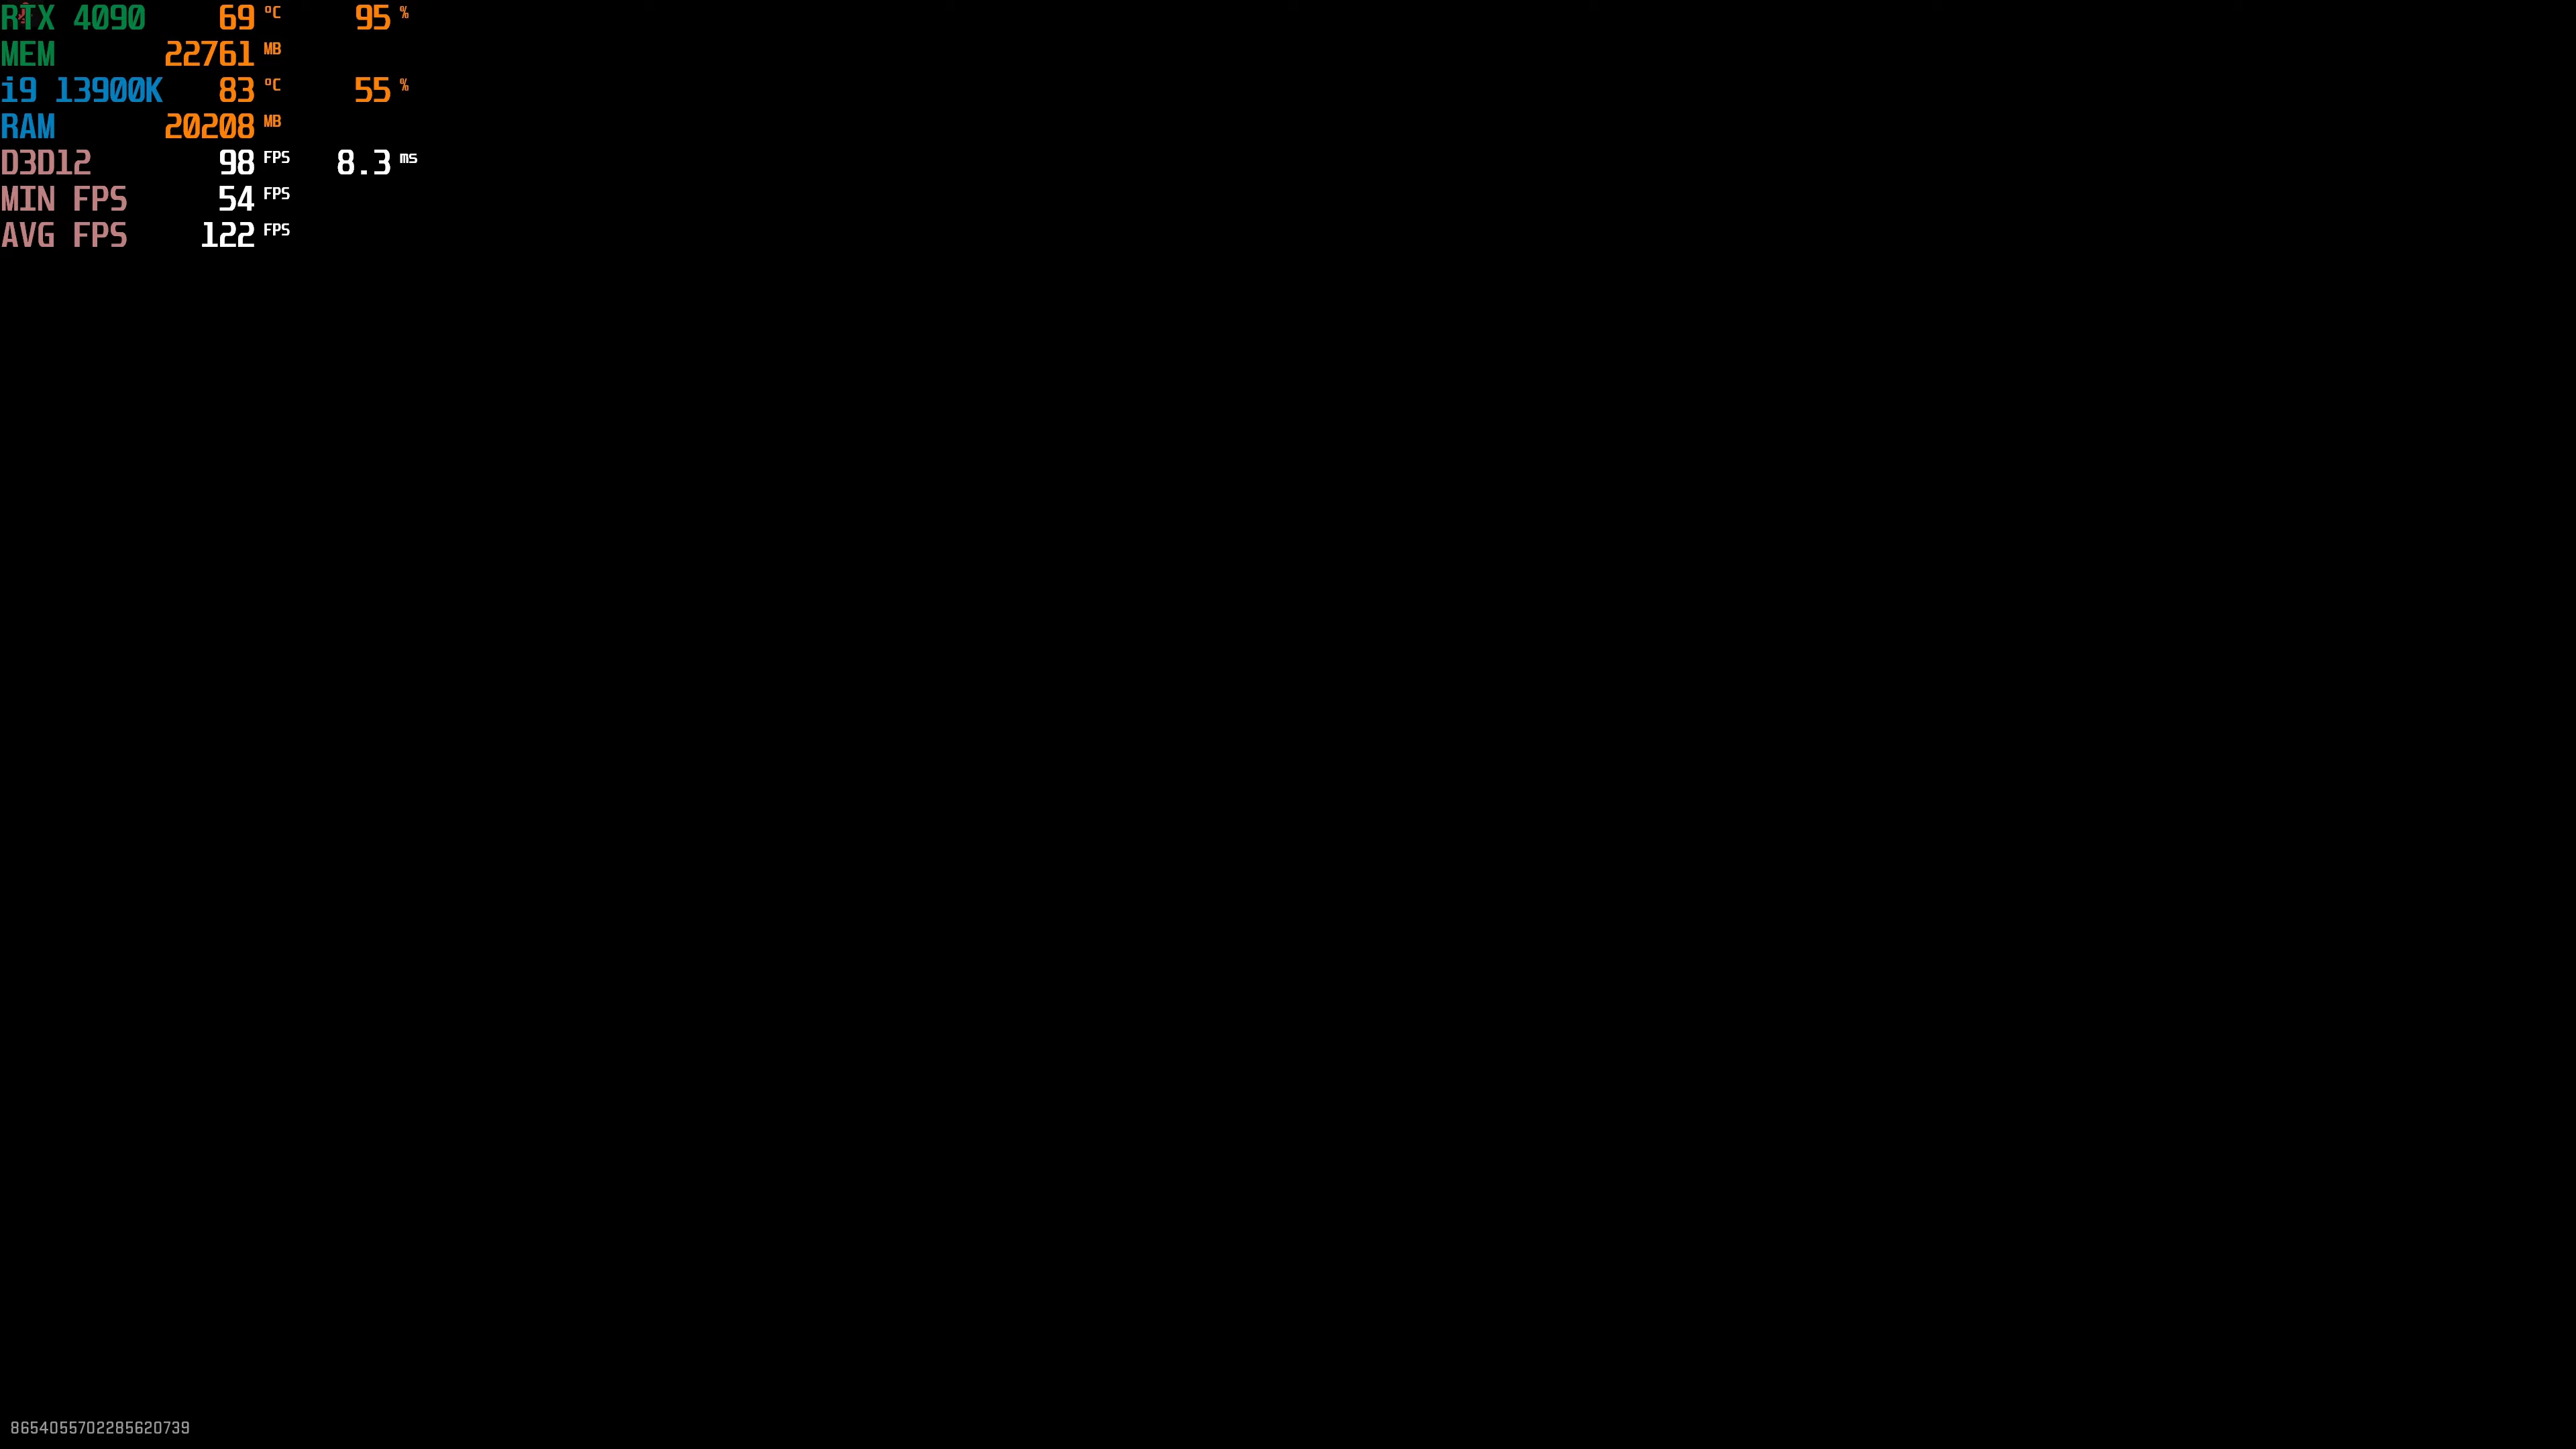 RTX 4090 69 °C 95 %
MEM 22761 MB
i9 13900K 83 °C 55 %
RAM 20208 MB
D3D12 98 FPS 8.3 ms
MIN FPS 54 FPS
AVG FPS 122 FPS
8654055702285620739